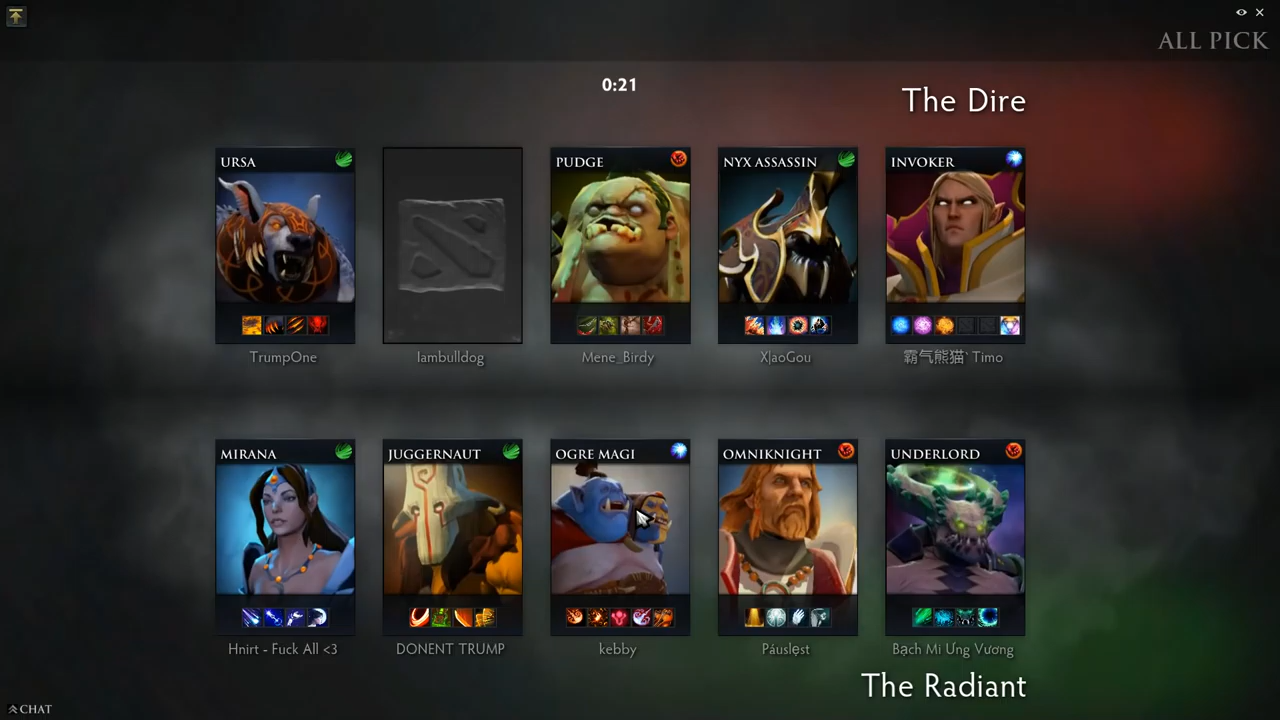 ALL PICK
0:21
The Dire
URSA
PUDGE
NYX ASSASSIN
INVOKER
TrumpOne
Iambulldog
Mene_Birdy
X|aoGou
霸气熊猫` Timo
MIRANA
JUGGERNAUT
OGRE MAGI
OMNIKNIGHT
UNDERLORD
Hnirt - Fuck All <3
DONENT TRUMP
kebby
Páuslęst
Bạch Mi Ưng Vương
The Radiant
CHAT